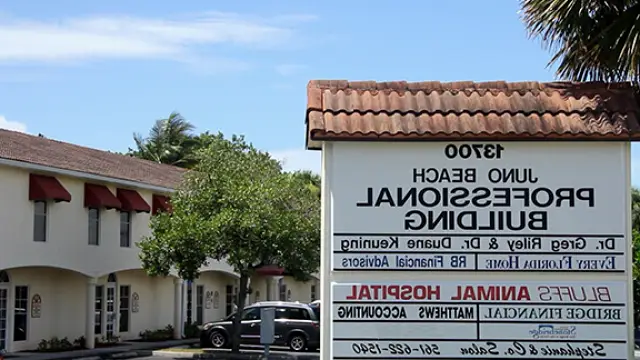 13700
JUNO BEACH
PROFESSIONAL
BUILDING
Dr. Greg Riley & Dr. Duane Keuning
EVERY FLORIDA HOME RB Financial Advisors
BLUFFS ANIMAL HOSPITAL
BRIDGE FINANCIAL MATTHEWS ACCOUNTING
Stonebridge
Stephanie & Co. Salon 561-622-1540